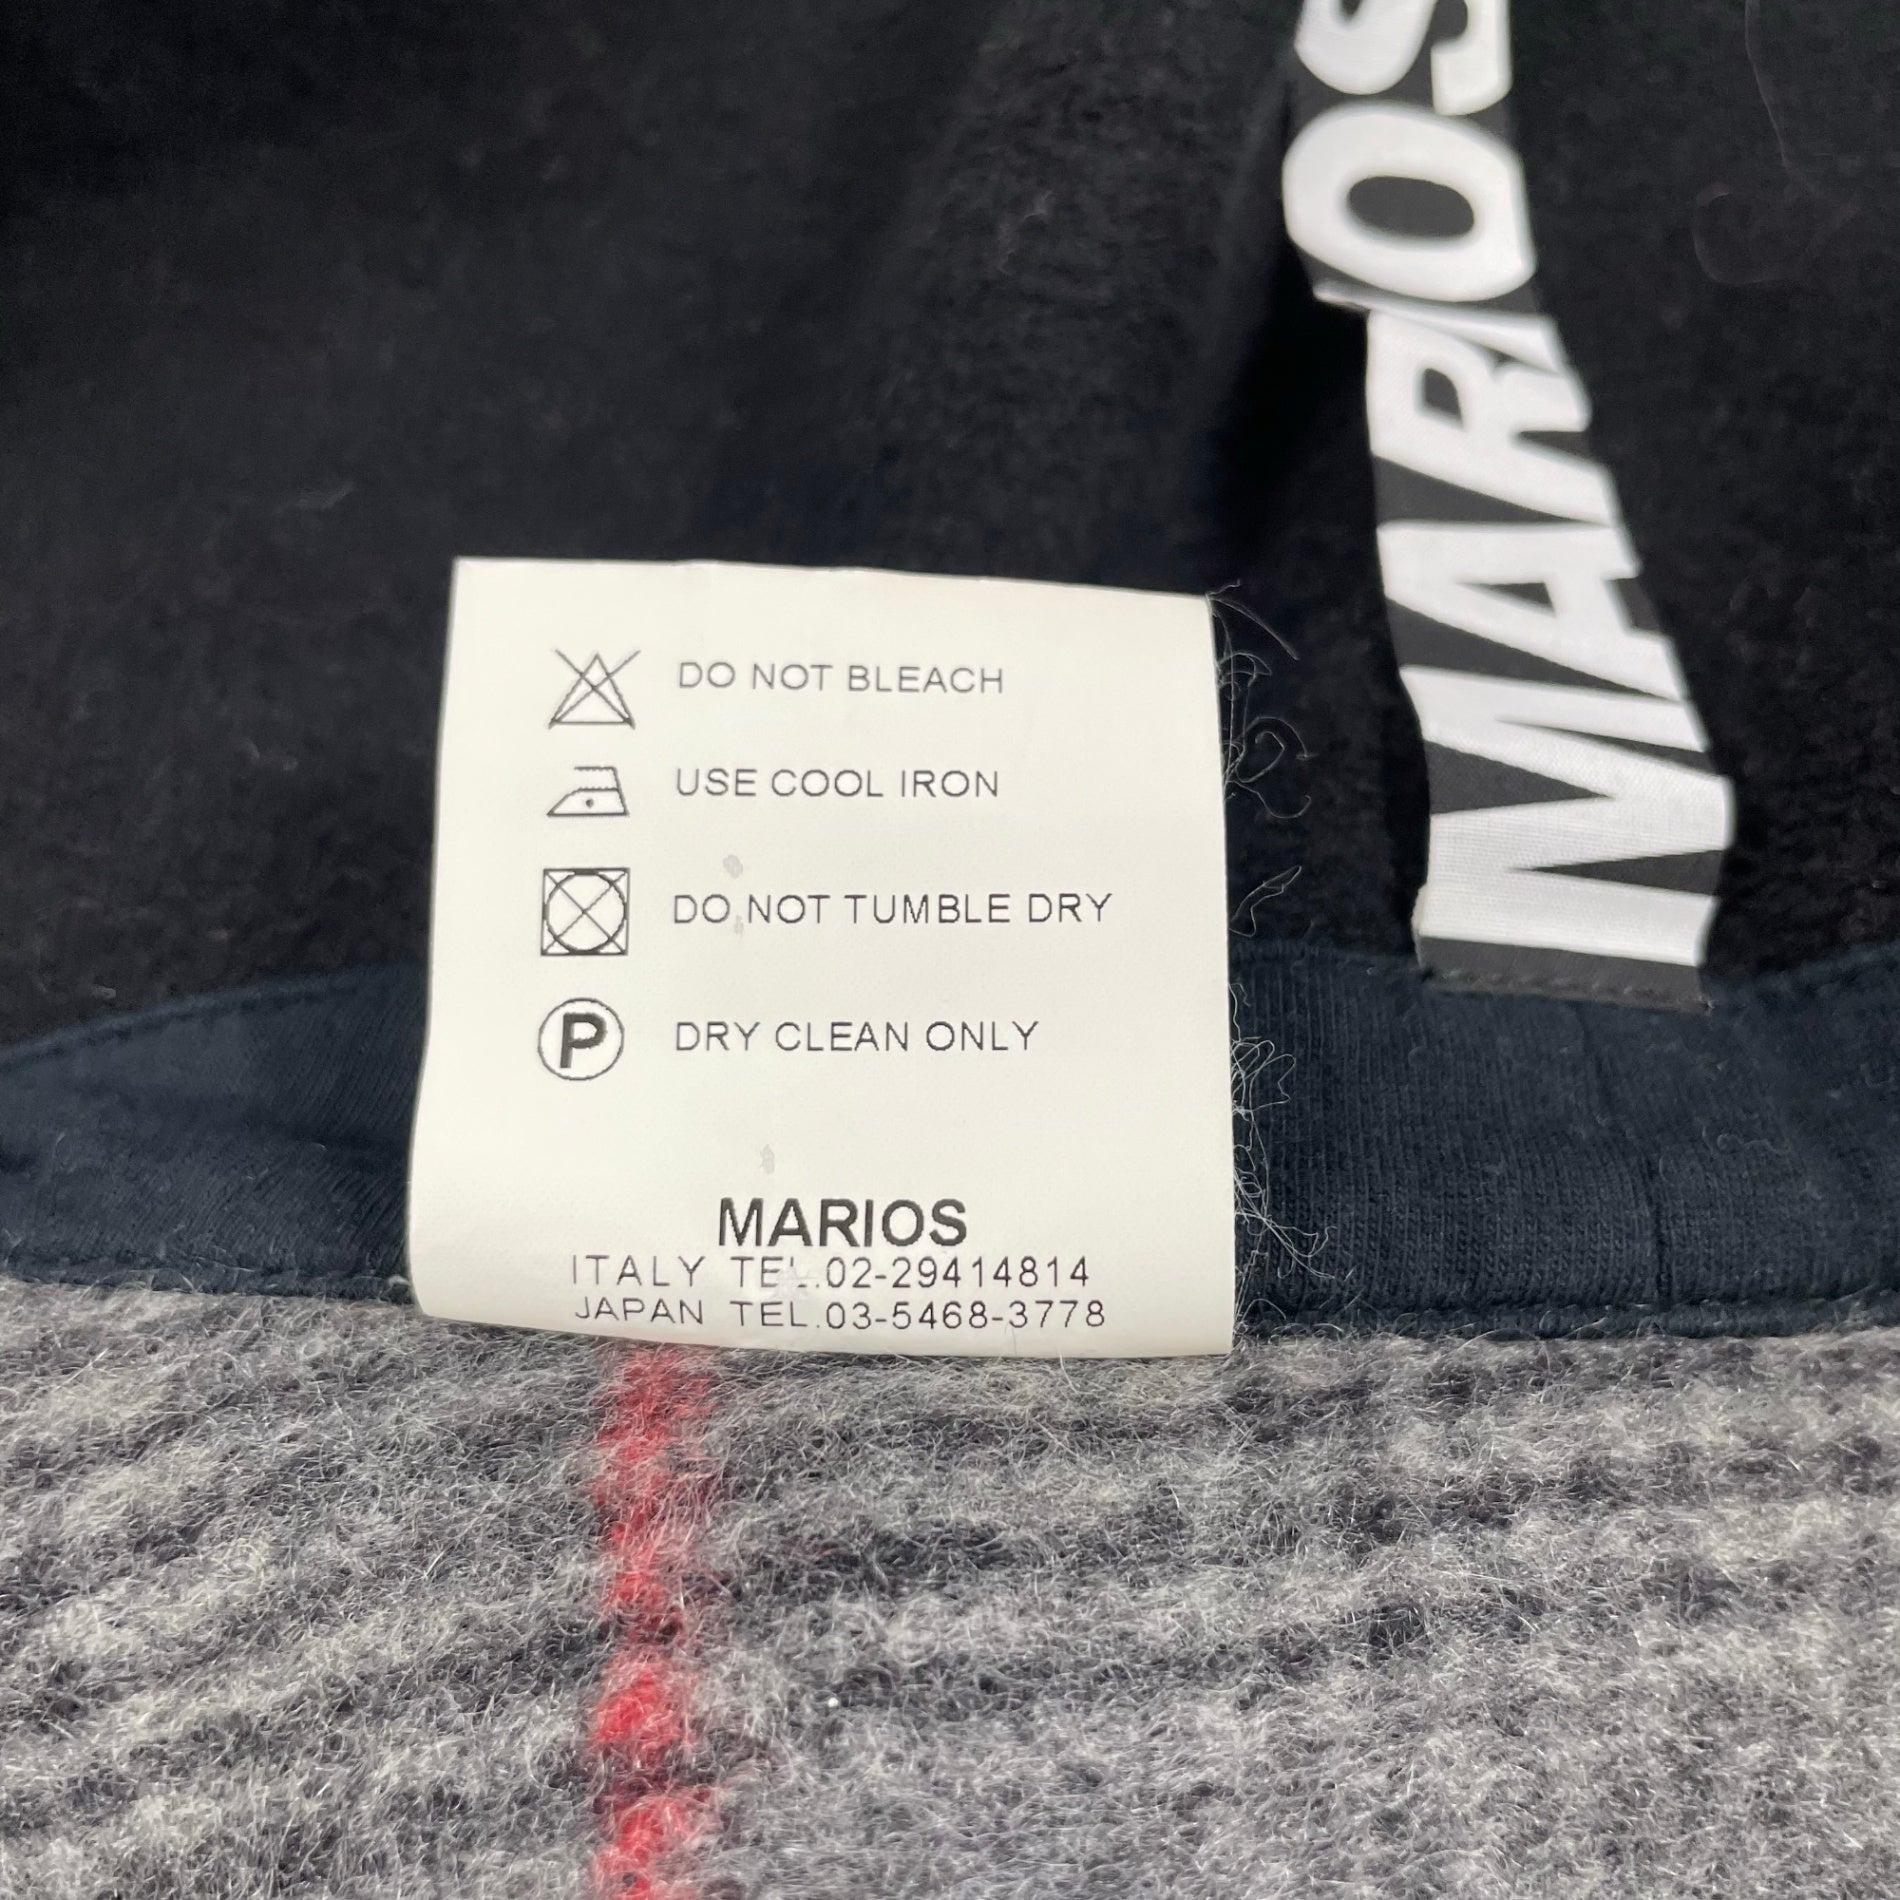 MARIOS
DO NOT BLEACH
USE COOL IRON
DO NOT TUMBLE DRY
P DRY CLEAN ONLY
MARIOS
ITALY TEL.02-29414814
JAPAN TEL.03-5468-3778